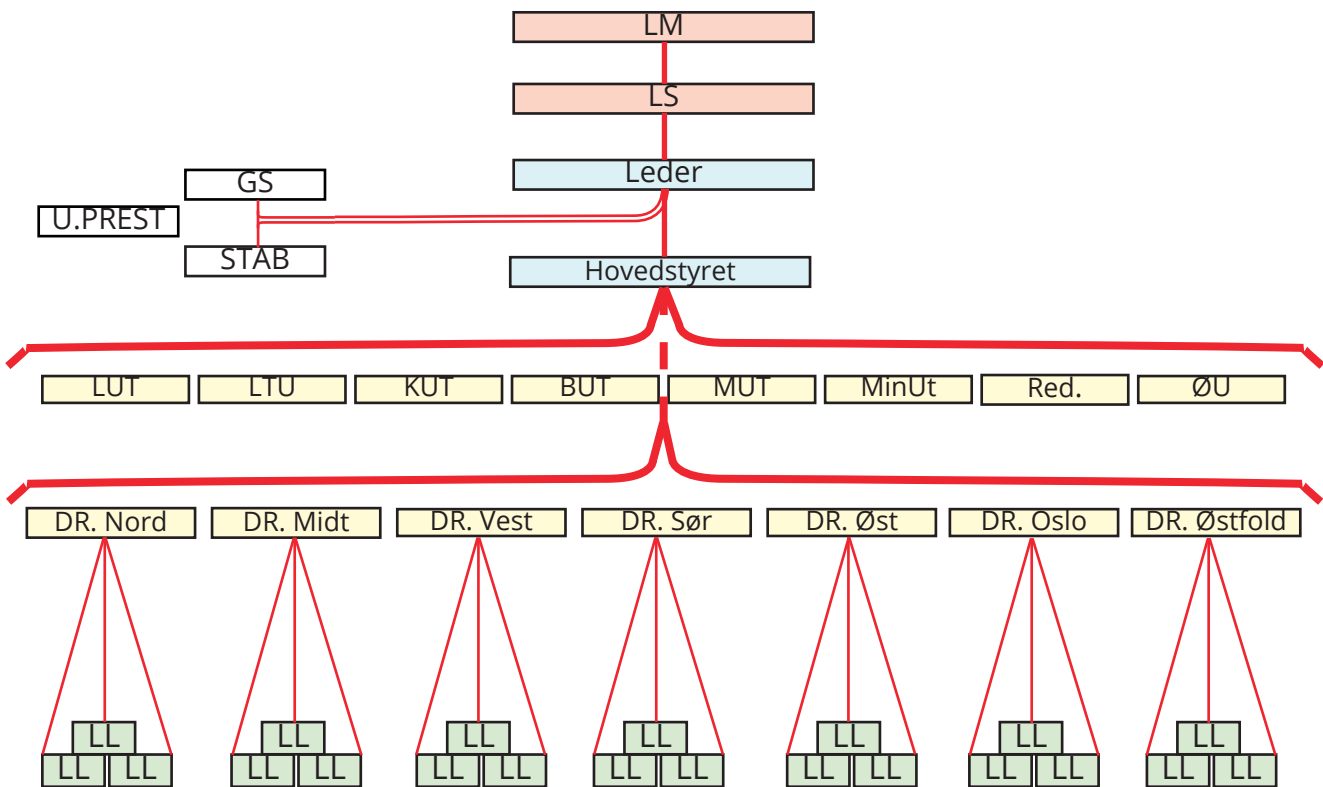 LM
LS
Leder
GS
U.PREST
STAB
Hovedstyret
LUT LTU KUT BUT MUT MinUt Red. ØU
DR. Nord DR. Midt DR. Vest DR. Sør DR. Øst DR. Oslo DR. Østfold
LL LL LL LL LL LL LL
LL LL LL LL LL LL LL LL LL LL LL LL LL LL